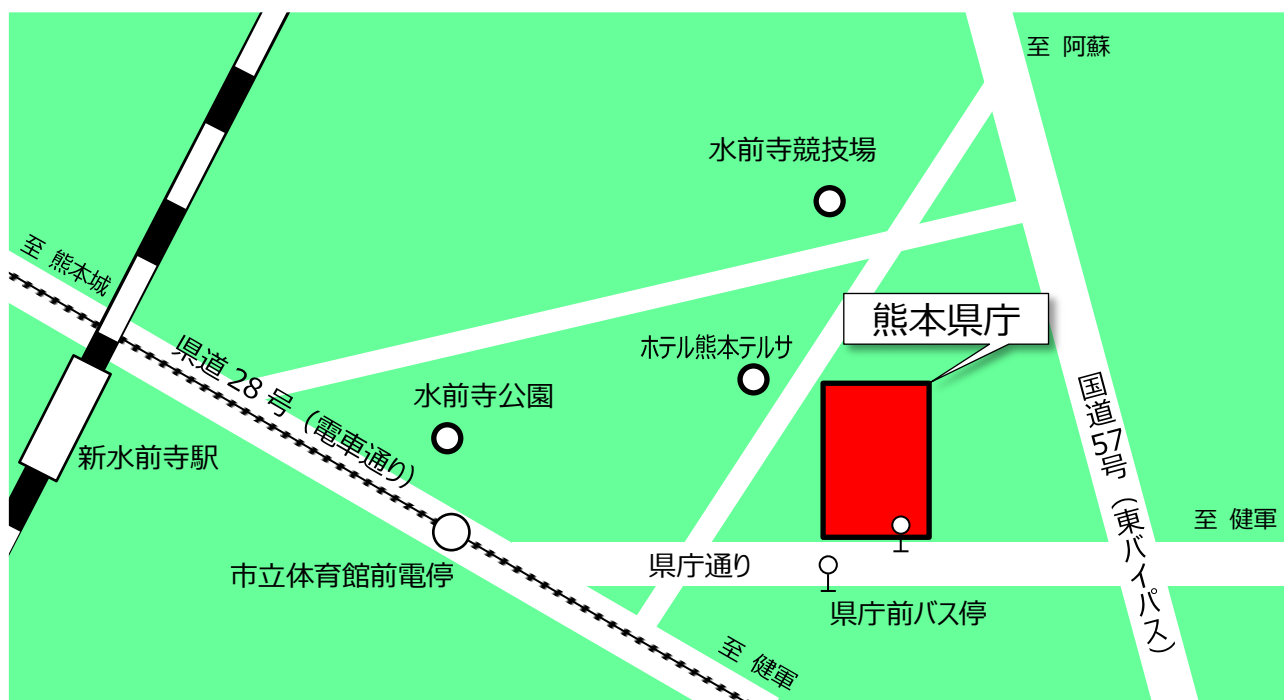 至 阿蘇
水前寺競技場
至 熊本城
熊本県庁
県道 28 号 (電車通り)
ホテル熊本テルサ
水前寺公園
国道57号 (東バイパス)
新水前寺駅
至 健軍
県庁通り
市立体育館前電停
県庁前バス停
至 健軍